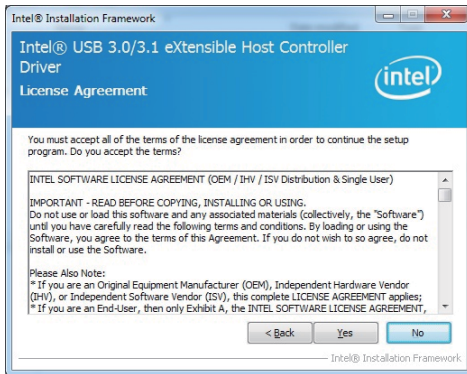 Intel® Installation Framework
Intel® USB 3.0/3.1 eXtensible Host Controller
Driver
License Agreement
intel
You must accept all of the terms of the license agreement in order to continue the setup
program. Do you accept the terms?
INTEL SOFTWARE LICENSE AGREEMENT (OEM / IHV / ISV Distribution & Single User)
IMPORTANT - READ BEFORE COPYING, INSTALLING OR USING.
Do not use or load this software and any associated materials (collectively, the "Software")
until you have carefully read the following terms and conditions. By loading or using the
Software, you agree to the terms of this Agreement. If you do not wish to so agree, do not
install or use the Software.
Please Also Note:
* If you are an Original Equipment Manufacturer (OEM), Independent Hardware Vendor
(IHV), or Independent Software Vendor (ISV), this complete LICENSE AGREEMENT applies;
* If you are an End-User, then only Exhibit A, the INTEL SOFTWARE LICENSE AGREEMENT,
< Back Yes No
Intel® Installation Framework